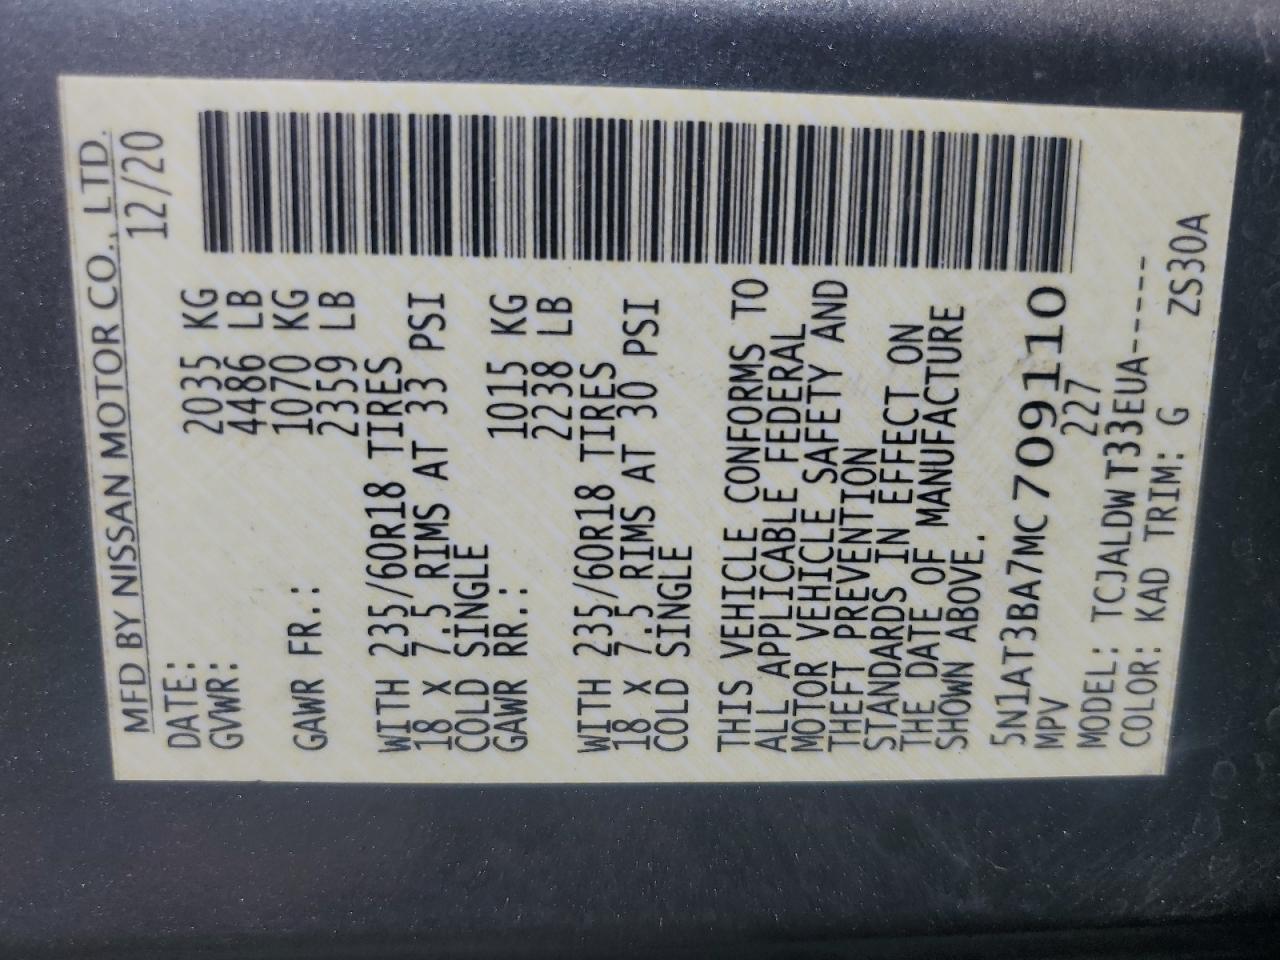 MFD BY NISSAN MOTOR CO., LTD.
DATE: 12/20
GVWR: 2035 KG
4486 LB
GAWR FR.: 1070 KG
2359 LB
WITH 235/60R18 TIRES
18 X 7.5 RIMS AT 33 PSI
COLD SINGLE
GAWR RR.: 1015 KG
2238 LB
WITH 235/60R18 TIRES
18 X 7.5 RIMS AT 30 PSI
COLD SINGLE
THIS VEHICLE CONFORMS TO
ALL APPLICABLE FEDERAL
MOTOR VEHICLE SAFETY AND
THEFT PREVENTION
STANDARDS IN EFFECT ON
THE DATE OF MANUFACTURE
SHOWN ABOVE.
5N1AT3BA7MC709110
MPV 227
MODEL: TCJALDWT33EUA-----
COLOR: KAD TRIM: G ZS30A